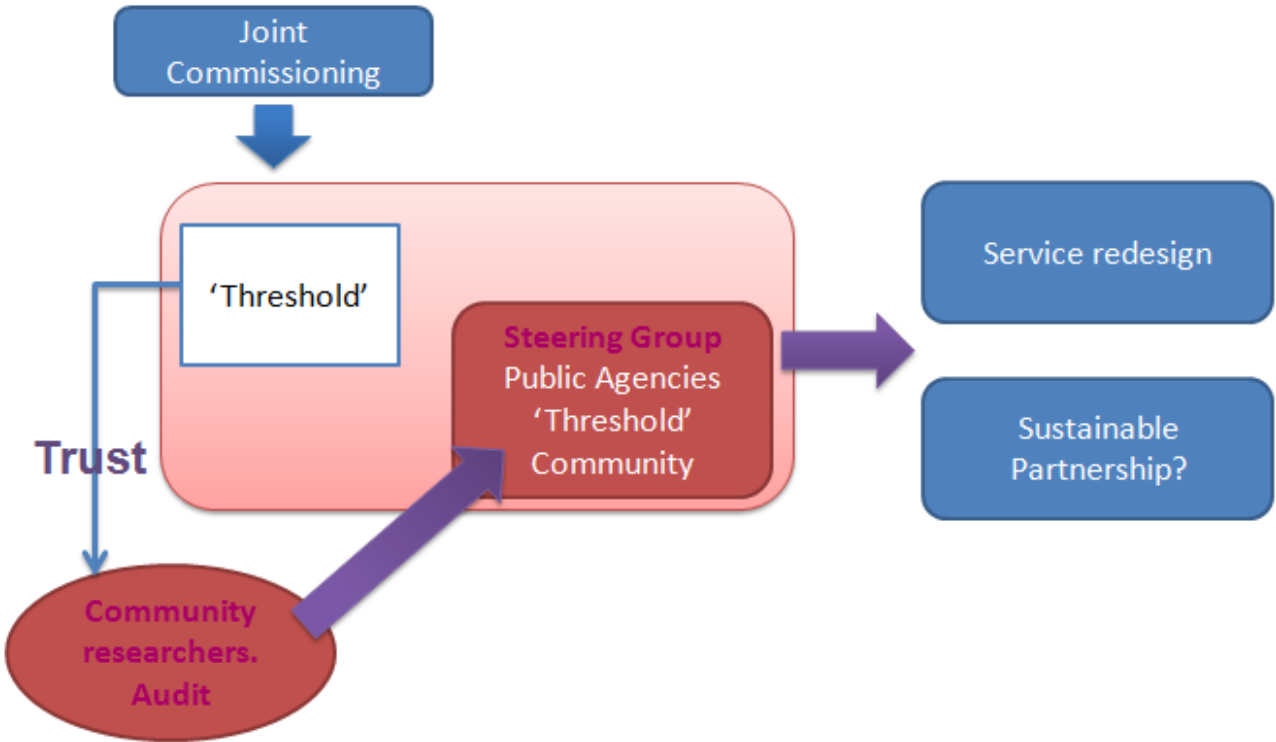 Joint
Commissioning
‘Threshold’
Service redesign
Steering Group
Public Agencies
‘Threshold’
Community
Trust
Sustainable
Partnership?
Community
researchers.
Audit